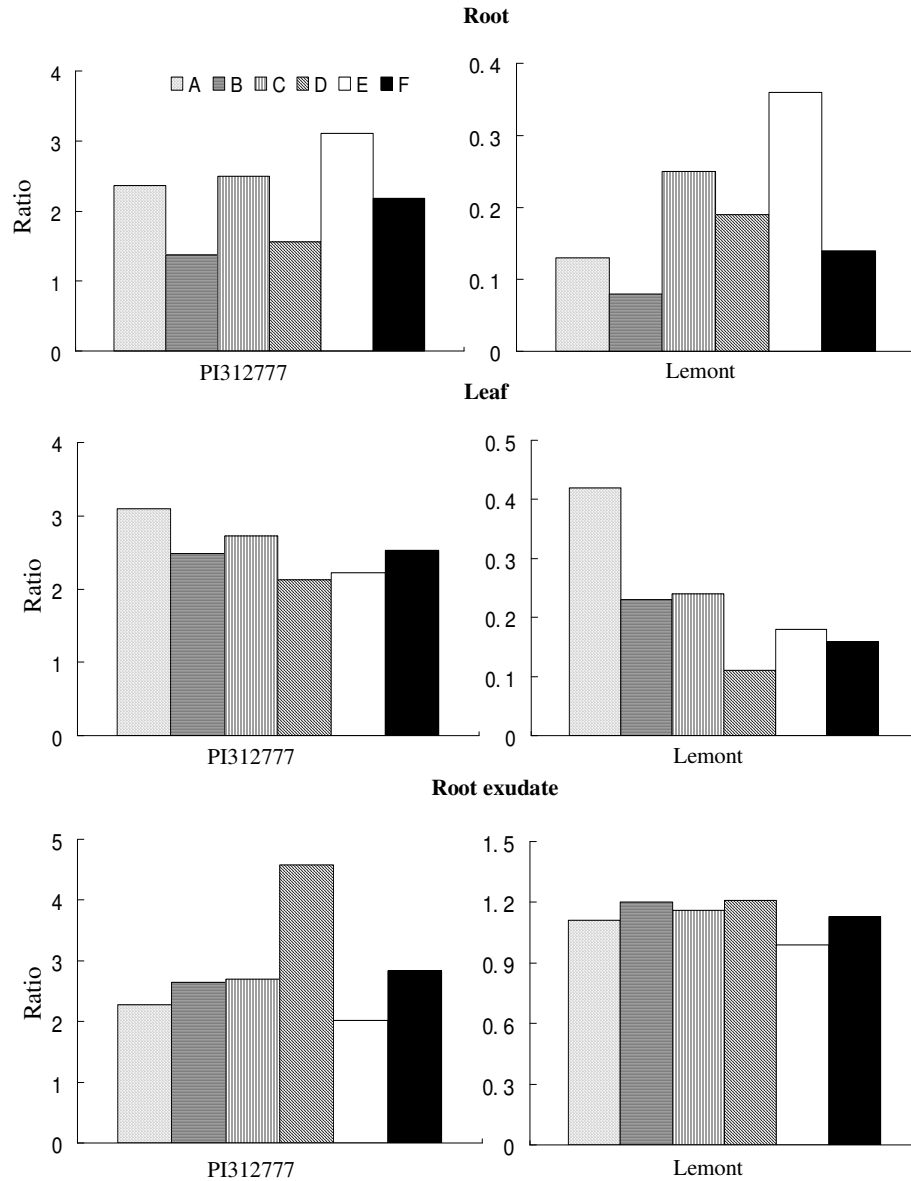 Root
Ratio
4
3
2
1
0
A B C D E F
PI312777
0.4
0.3
0.2
0.1
0
Lemont
Leaf
Ratio
4
3
2
1
0
PI312777
0.5
0.4
0.3
0.2
0.1
0
Lemont
Root exudate
Ratio
5
4
3
2
1
0
PI312777
1.5
1.2
0.9
0.6
0.3
0
Lemont